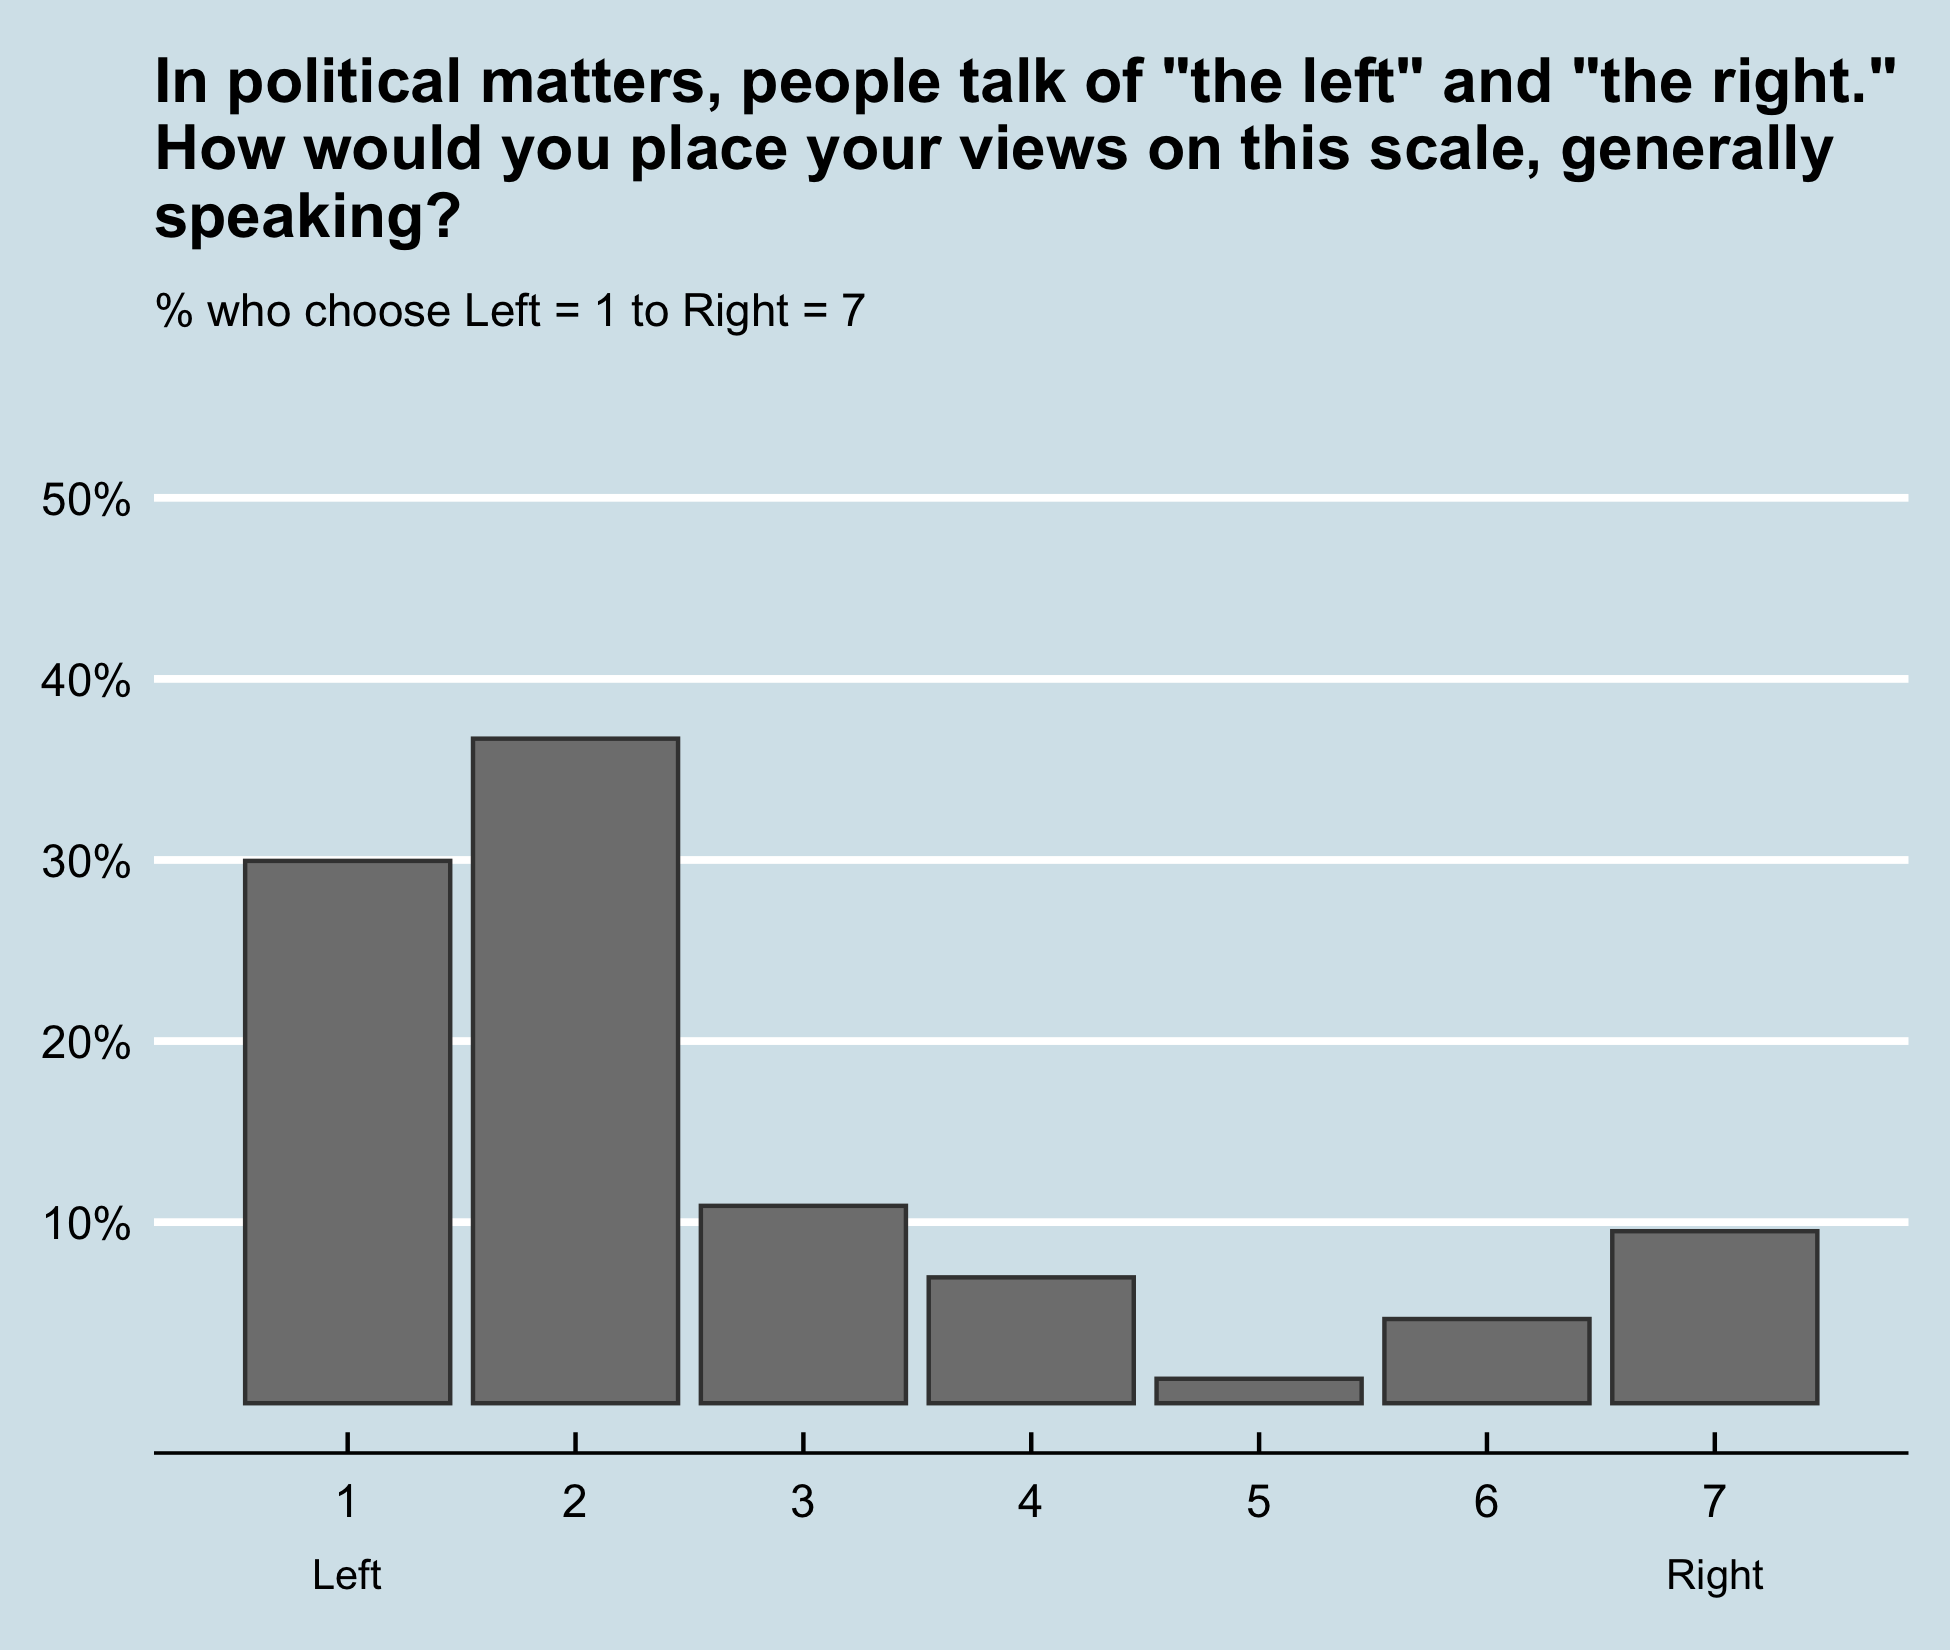 In political matters, people talk of "the left" and "the right."
How would you place your views on this scale, generally
speaking?
% who choose Left = 1 to Right = 7
50%
40%
30%
20%
10%
1 2 3 4 5 6 7
Left Right